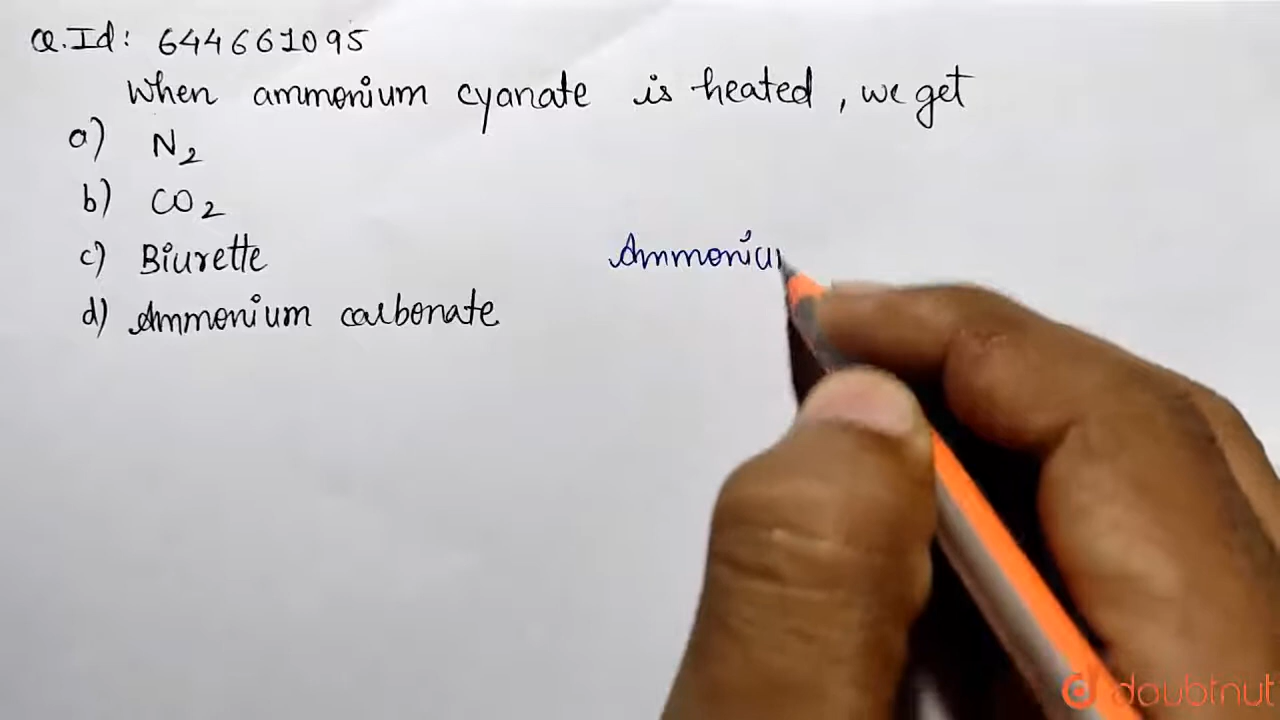 Q.Id: 644661095
When ammonium cyanate is heated, we get
a) N2
b) CO2
c) Biurette
d) Ammonium carbonate
Ammoniu
doubtnut